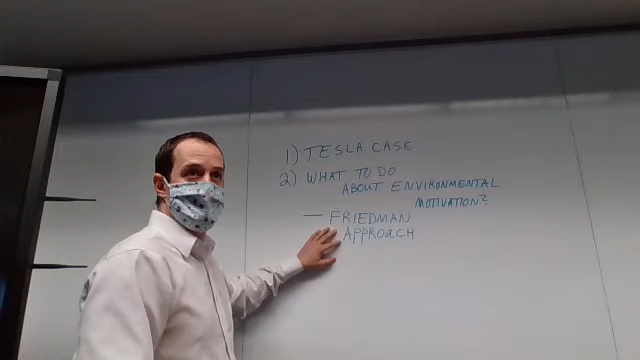 1) TESLA CASE
2) WHAT TO DO
ABOUT ENVIRONMENTAL
MOTIVATION?
— FRIEDMAN
APPROACH